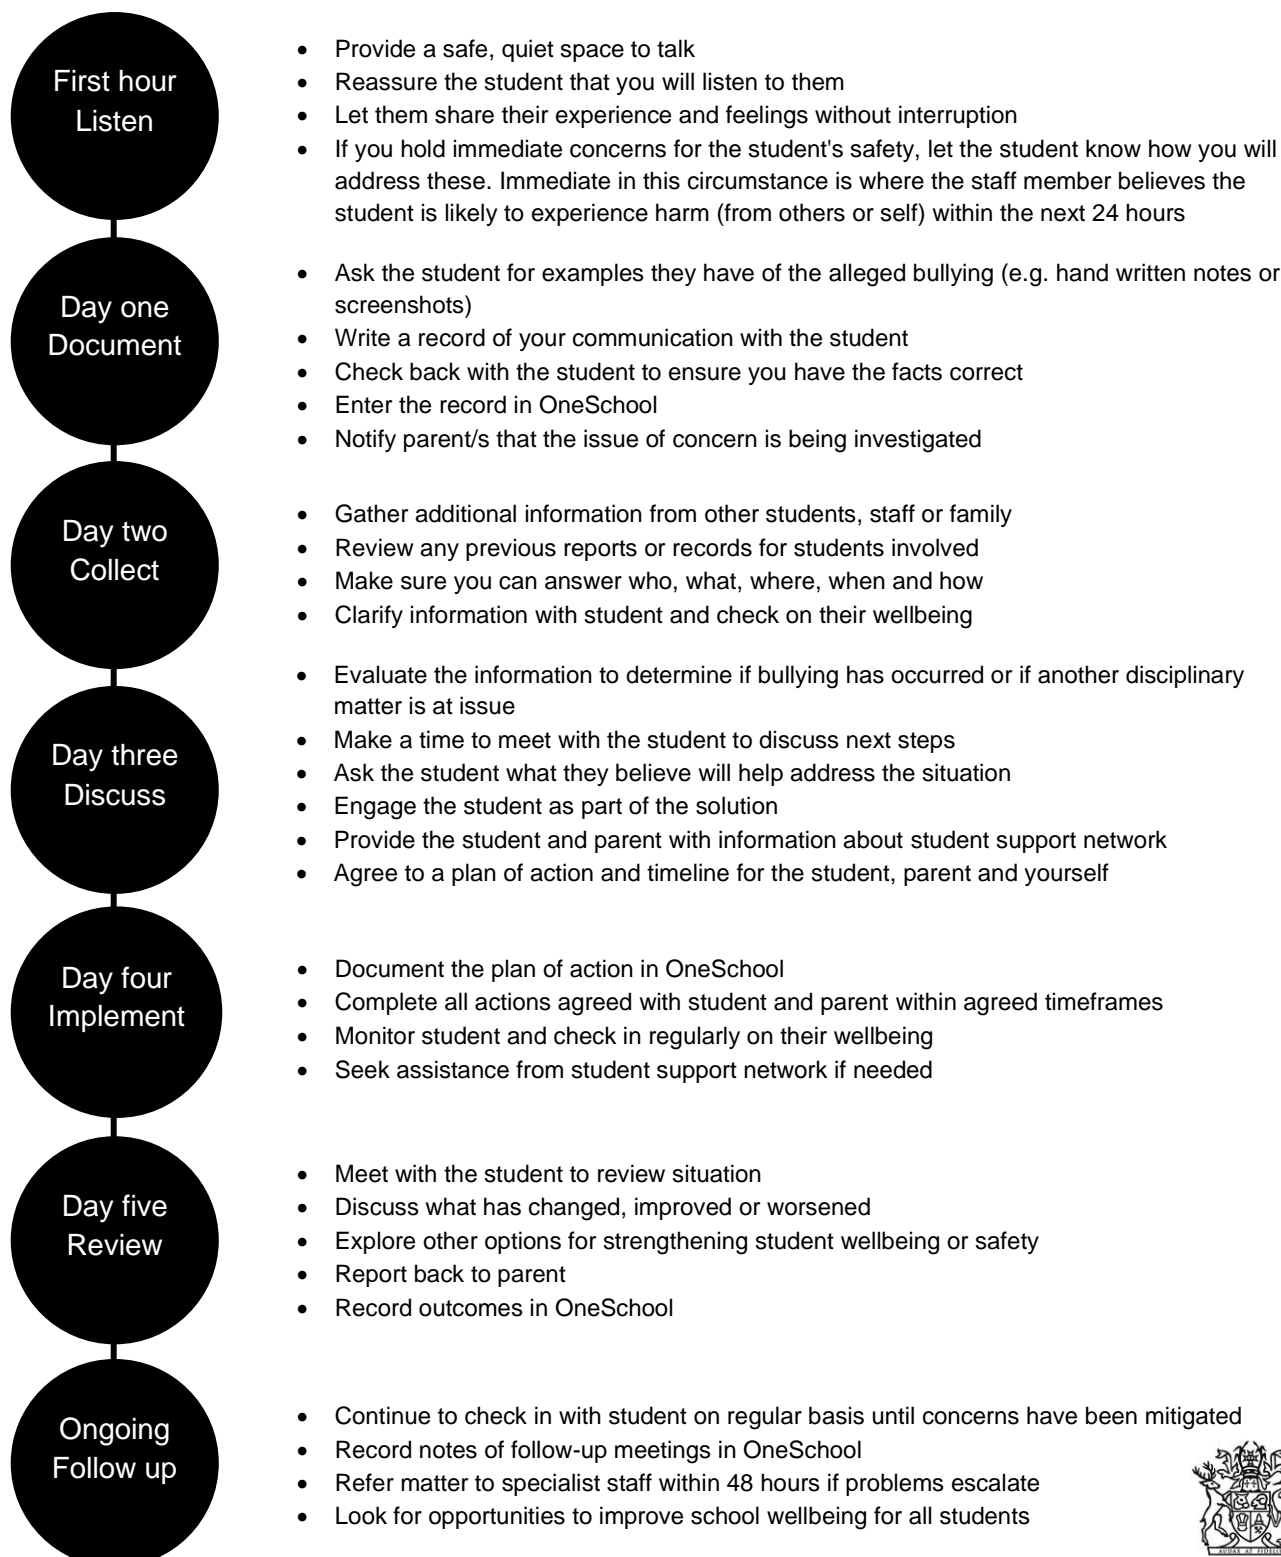 First hour
Listen
• Provide a safe, quiet space to talk
• Reassure the student that you will listen to them
• Let them share their experience and feelings without interruption
• If you hold immediate concerns for the student's safety, let the student know how you will
address these. Immediate in this circumstance is where the staff member believes the
student is likely to experience harm (from others or self) within the next 24 hours
Day one
Document
• Ask the student for examples they have of the alleged bullying (e.g. hand written notes or
screenshots)
• Write a record of your communication with the student
• Check back with the student to ensure you have the facts correct
• Enter the record in OneSchool
• Notify parent/s that the issue of concern is being investigated
Day two
Collect
• Gather additional information from other students, staff or family
• Review any previous reports or records for students involved
• Make sure you can answer who, what, where, when and how
• Clarify information with student and check on their wellbeing
Day three
Discuss
• Evaluate the information to determine if bullying has occurred or if another disciplinary
matter is at issue
• Make a time to meet with the student to discuss next steps
• Ask the student what they believe will help address the situation
• Engage the student as part of the solution
• Provide the student and parent with information about student support network
• Agree to a plan of action and timeline for the student, parent and yourself
Day four
Implement
• Document the plan of action in OneSchool
• Complete all actions agreed with student and parent within agreed timeframes
• Monitor student and check in regularly on their wellbeing
• Seek assistance from student support network if needed
Day five
Review
• Meet with the student to review situation
• Discuss what has changed, improved or worsened
• Explore other options for strengthening student wellbeing or safety
• Report back to parent
• Record outcomes in OneSchool
Ongoing
Follow up
• Continue to check in with student on regular basis until concerns have been mitigated
• Record notes of follow-up meetings in OneSchool
• Refer matter to specialist staff within 48 hours if problems escalate
• Look for opportunities to improve school wellbeing for all students
AUDAX AT